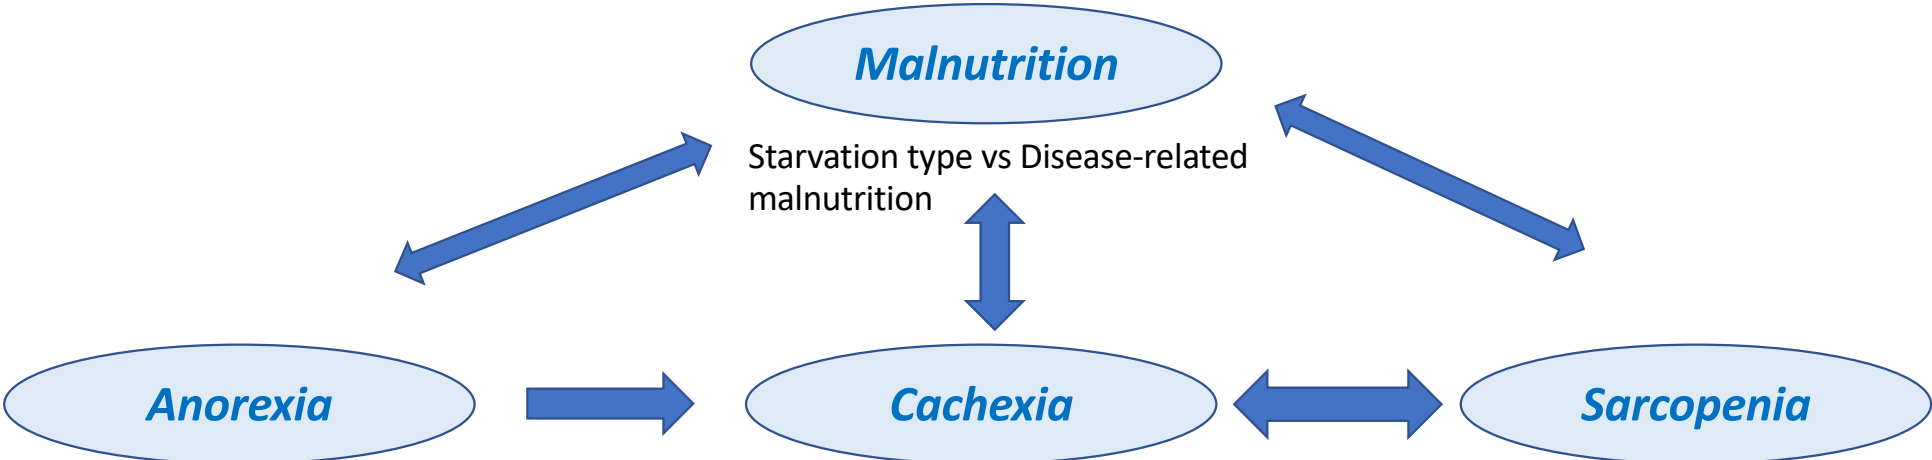 Malnutrition
Starvation type vs Disease-related
malnutrition
Anorexia
Cachexia
Sarcopenia